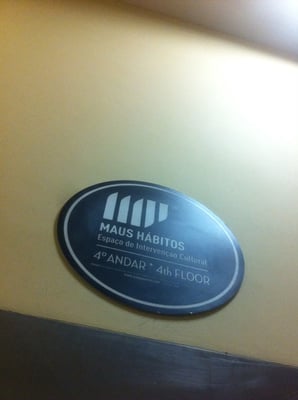 MAUS HÁBITOS
Espaço de Intervenção Cultural
4º ANDAR * 4th FLOOR